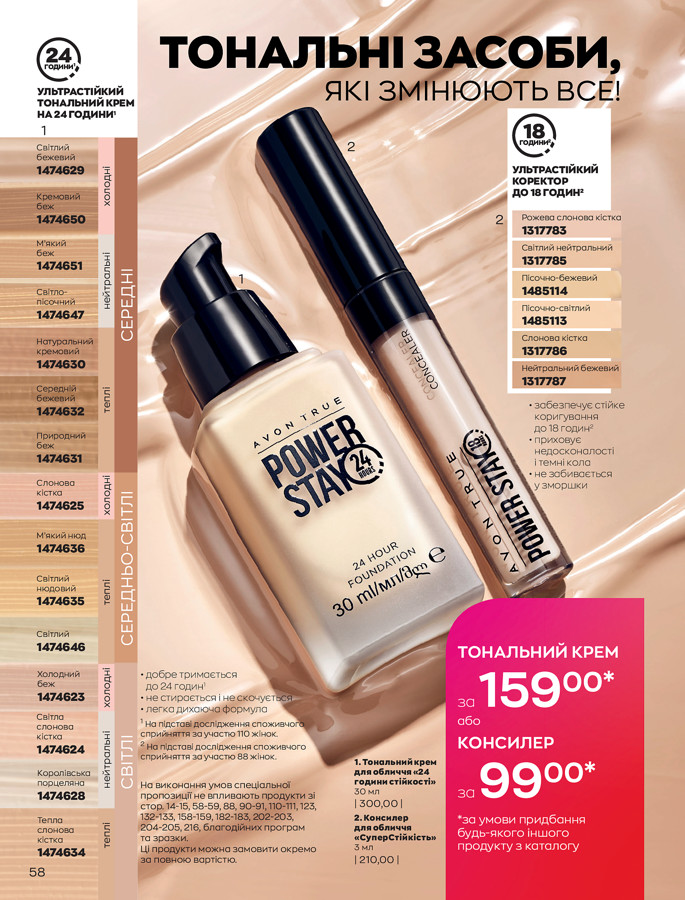 24
ГОДИНИ¹
УЛЬТРАСТІЙКИЙ
ТОНАЛЬНИЙ КРЕМ
НА 24 ГОДИНИ¹
ТОНАЛЬНІ ЗАСОБИ,
ЯКІ ЗМІНЮЮТЬ ВСЕ!
1
Світлий
бежевий
1474629
Кремовий
беж
1474650
холодні
М'який
беж
1474651
Світло-
пісочний
1474647
нейтральні
Натуральний
кремовий
1474630
Середній
бежевий
1474632
Природний
беж
1474631
теплі
СЕРЕДНІ
Слонова
кістка
1474625
холодні
М'який нюд
1474636
Світлий
нюдовий
1474635
Світлий
1474646
теплі
СЕРЕДНЬО-СВІТЛІ
Холодний
беж
1474623
холодні
Світла
слонова
кістка
1474624
Королівська
порцеляна
1474628
нейтральні
Тепла
слонова
кістка
1474634
теплі
СВІТЛІ
58
2
1
CONCEALER
CONCEALER
AVON TRUE
POWER STAY
AVON TRUE
POWER
STAY
24
HOURS
24 HOUR
FOUNDATION
30 ml/мл/მლ e
18
ГОДИНИ²
УЛЬТРАСТІЙКИЙ
КОРЕКТОР
ДО 18 ГОДИН²
2
Рожева слонова кістка
1317783
Світлий нейтральний
1317785
Пісочно-бежевий
1485114
Пісочно-світлий
1485113
Слонова кістка
1317786
Нейтральний бежевий
1317787
• забезпечує стійке
коригування
до 18 годин²
• приховує
недосконалості
і темні кола
• не забивається
у зморшки
• добре тримається
до 24 годин¹
• не стирається і не скочується
• легка дихаюча формула
¹ На підставі дослідження споживчого
сприйняття за участю 110 жінок.
² На підставі дослідження споживчого
сприйняття за участю 88 жінок.
На виконання умов спеціальної
пропозиції не впливають продукти зі
стор. 14-15, 58-59, 88, 90-91, 110-111, 123,
132-133, 158-159, 182-183, 202-203,
204-205, 216, благодійних програм
та зразки.
Ці продукти можна замовити окремо
за повною вартістю.
1. Тональний крем
для обличчя «24
години стійкості»
30 мл
| 300,00 |
2. Консилер
для обличчя
«СуперСтійкість»
3 мл
| 210,00 |
ТОНАЛЬНИЙ КРЕМ
за 159⁰⁰*
або
КОНСИЛЕР
за 99⁰⁰*
*за умови придбання
будь-якого іншого
продукту з каталогу